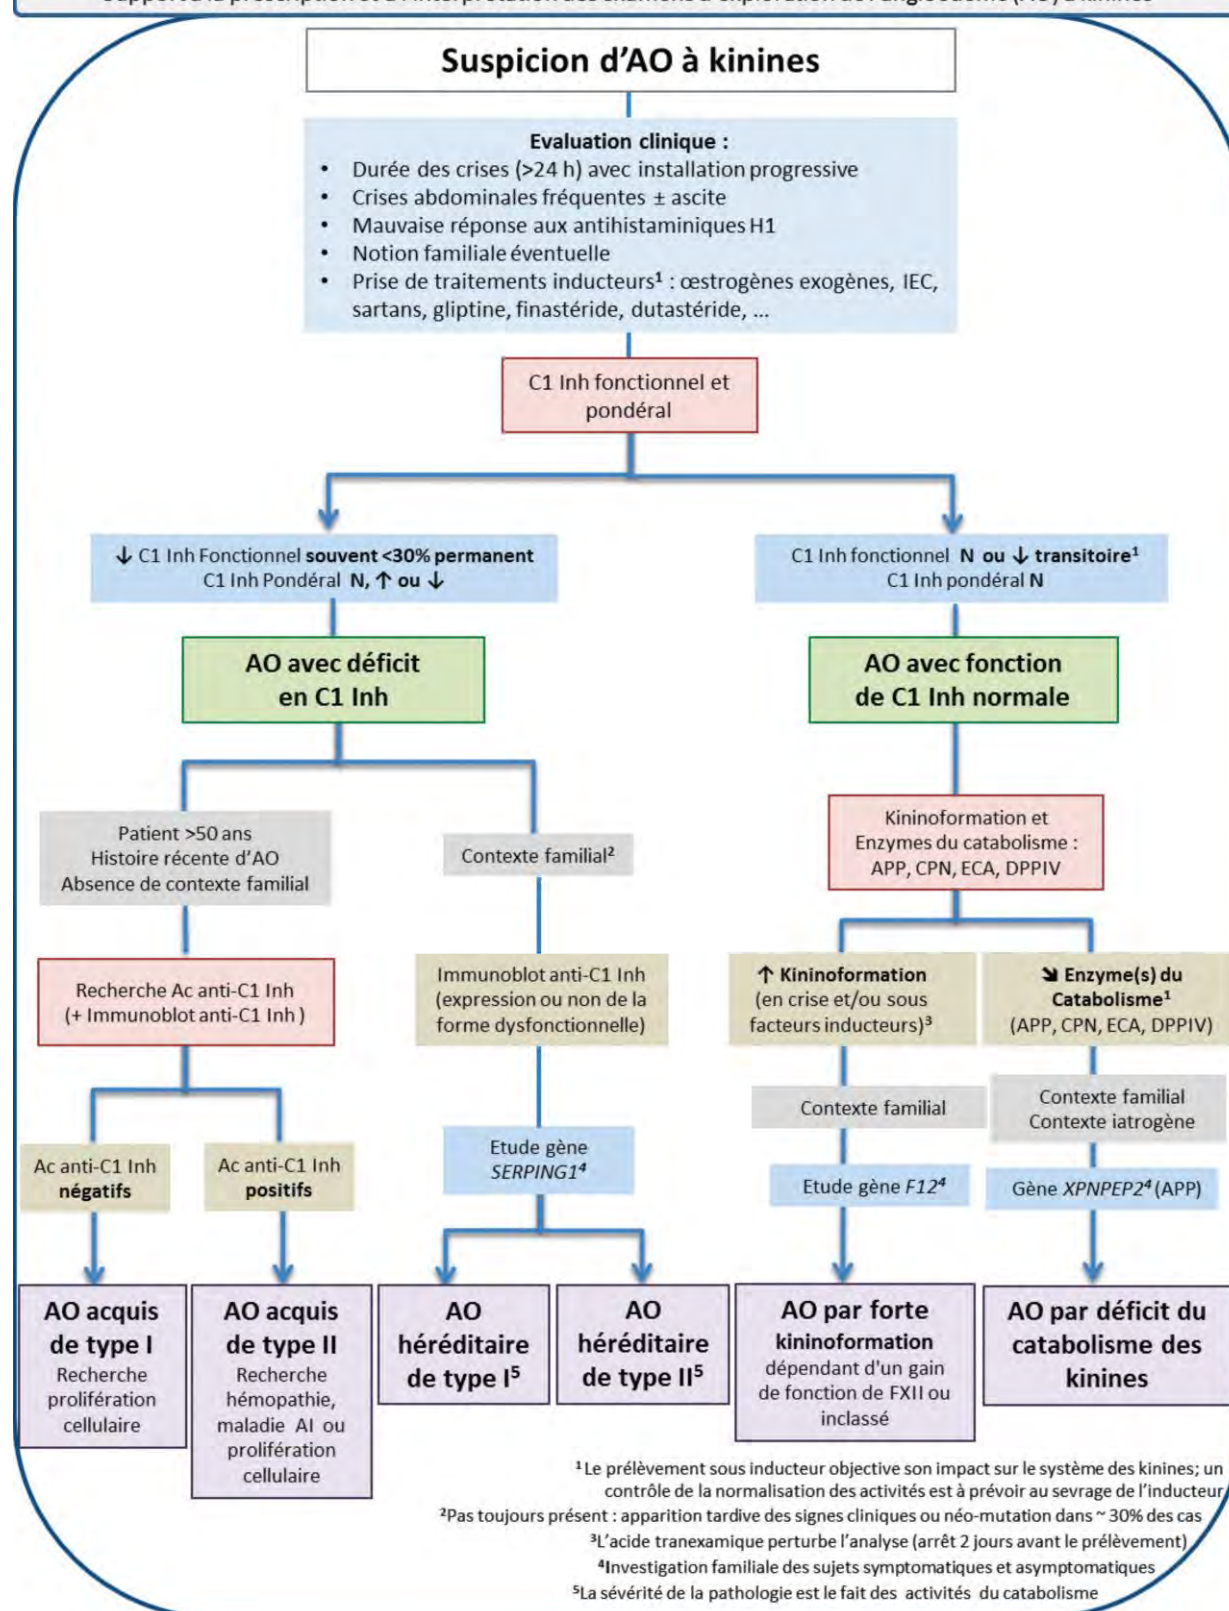 Support à la prescription et à l'interprétation des examens d'exploration de l'angioedème (AO) à kinines
Suspicion d'AO à kinines
Evaluation clinique :
• Durée des crises (>24 h) avec installation progressive
• Crises abdominales fréquentes ± ascite
• Mauvaise réponse aux antihistaminiques H1
• Notion familiale éventuelle
• Prise de traitements inducteurs¹ : œstrogènes exogènes, IEC,
sartans, gliptine, finastéride, dutastéride, ...
C1 Inh fonctionnel et
pondéral
↓ C1 Inh Fonctionnel souvent <30% permanent
C1 Inh Pondéral N, ↑ ou ↓
C1 Inh fonctionnel N ou ↓ transitoire¹
C1 Inh pondéral N
AO avec déficit
en C1 Inh
AO avec fonction
de C1 Inh normale
Patient >50 ans
Histoire récente d'AO
Absence de contexte familial
Contexte familial²
Kininoformation et
Enzymes du catabolisme :
APP, CPN, ECA, DPPIV
Recherche Ac anti-C1 Inh
(+ Immunoblot anti-C1 Inh )
Immunoblot anti-C1 Inh
(expression ou non de la
forme dysfonctionnelle)
↑ Kininoformation
(en crise et/ou sous
facteurs inducteurs)³
↘ Enzyme(s) du
Catabolisme¹
(APP, CPN, ECA, DPPIV)
Contexte familial
Contexte familial
Contexte iatrogène
Ac anti-C1 Inh
négatifs
Ac anti-C1 Inh
positifs
Etude gène
SERPING1⁴
Etude gène F12⁴
Gène XPNPEP2⁴ (APP)
AO acquis
de type I
Recherche
prolifération
cellulaire
AO acquis
de type II
Recherche
hémopathie,
maladie AI ou
prolifération
cellulaire
AO
héréditaire
de type I⁵
AO
héréditaire
de type II⁵
AO par forte
kininoformation
dépendant d'un gain
de fonction de FXII ou
inclassé
AO par déficit du
catabolisme des
kinines
¹ Le prélèvement sous inducteur objective son impact sur le système des kinines; un
contrôle de la normalisation des activités est à prévoir au sevrage de l'inducteur
²Pas toujours présent : apparition tardive des signes cliniques ou néo-mutation dans ~ 30% des cas
³L'acide tranexamique perturbe l'analyse (arrêt 2 jours avant le prélèvement)
⁴Investigation familiale des sujets symptomatiques et asymptomatiques
⁵La sévérité de la pathologie est le fait des activités du catabolisme